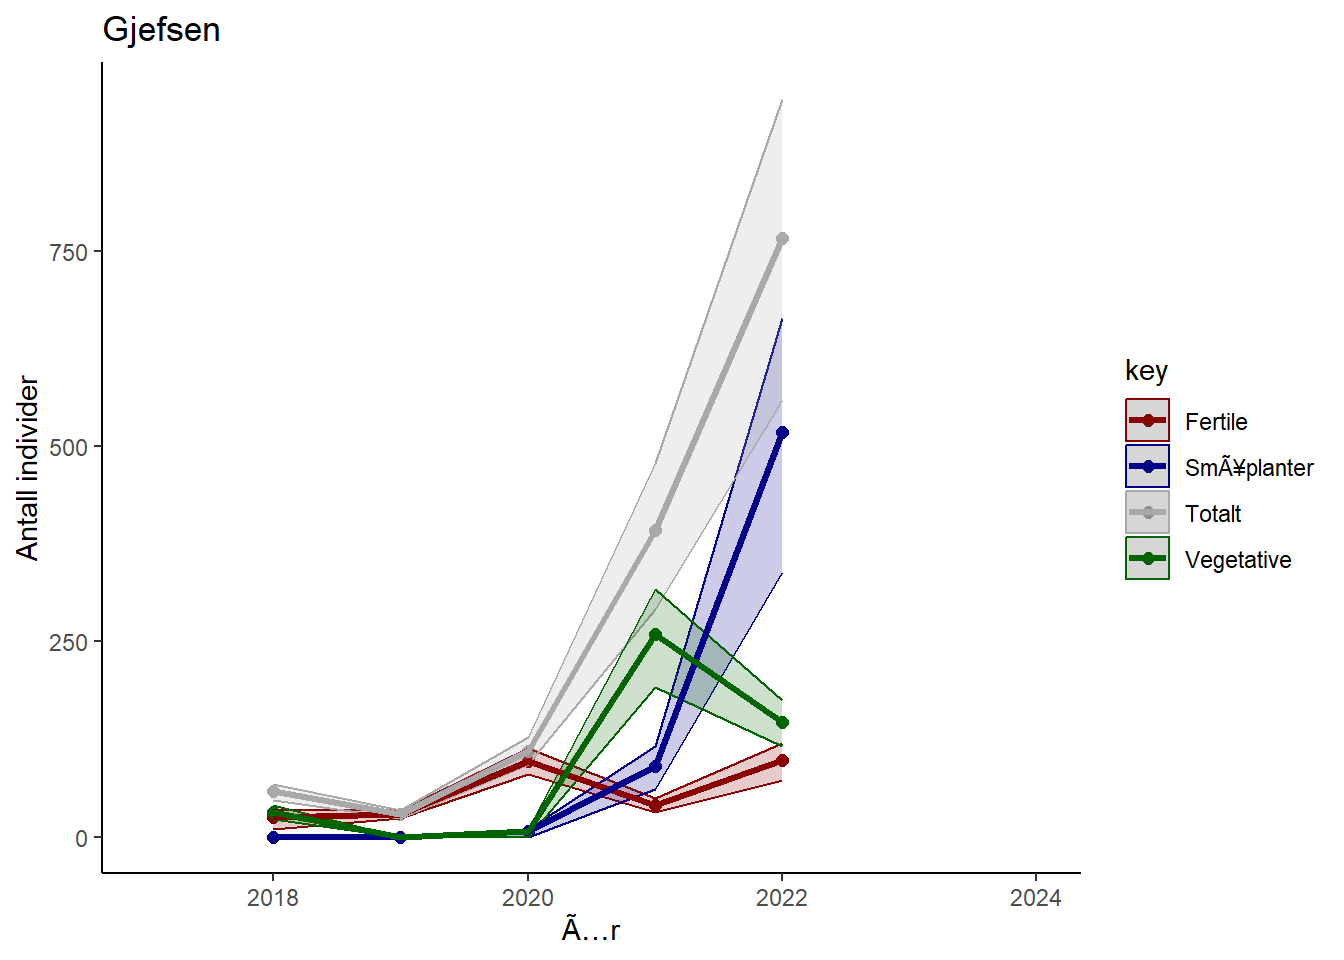 Gjefsen
Antall individer
750
500
250
0
2018 2020 2022 2024
Ã…r
key
Fertile
SmÃ¥planter
Totalt
Vegetative